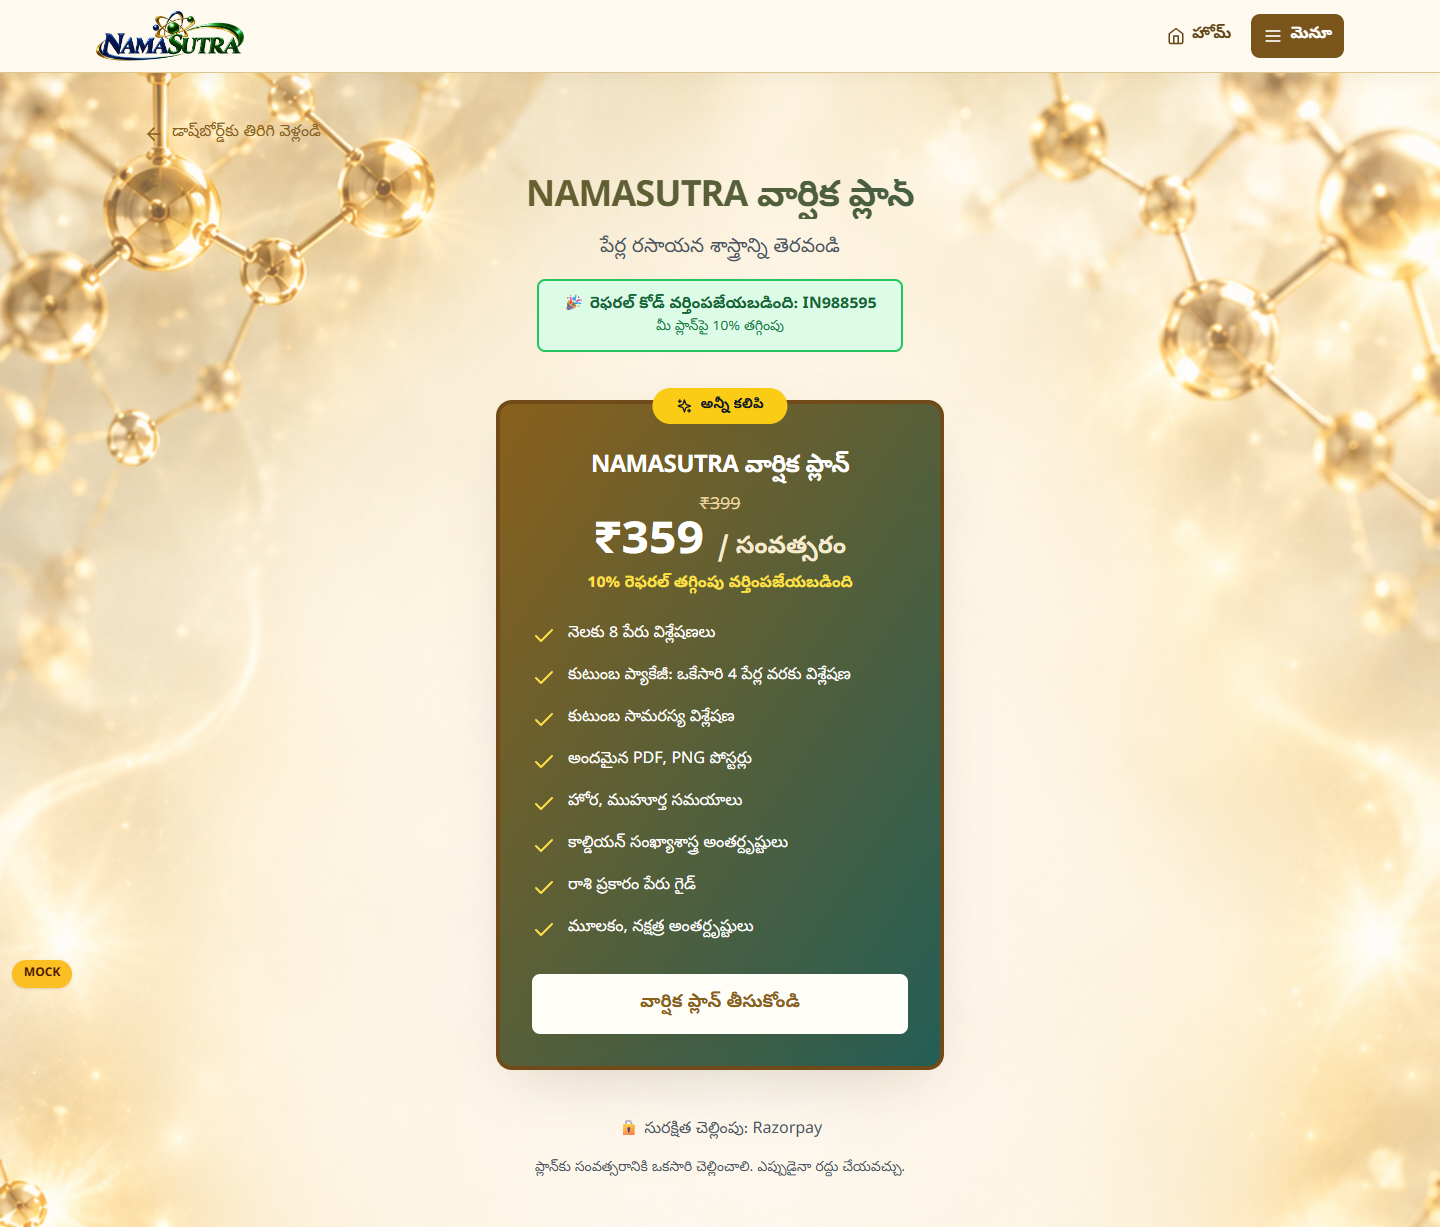 NAMASUTRA
హోమ్
మెనూ
డాష్‌బోర్డ్‌కు తిరిగి వెళ్లండి
NAMASUTRA వార్షిక ప్లాన్
పేర్ల రసాయన శాస్త్రాన్ని తెరవండి
🎉 రెఫరల్ కోడ్ వర్తింపజేయబడింది: IN988595
మీ ప్లాన్‌పై 10% తగ్గింపు
అన్నీ కలిపి
NAMASUTRA వార్షిక ప్లాన్
₹399
₹359 / సంవత్సరం
10% రెఫరల్ తగ్గింపు వర్తింపజేయబడింది
నెలకు 8 పేరు విశ్లేషణలు
కుటుంబ ప్యాకేజీ: ఒకేసారి 4 పేర్ల వరకు విశ్లేషణ
కుటుంబ సామరస్య విశ్లేషణ
అందమైన PDF, PNG పోస్టర్లు
హోర, ముహూర్త సమయాలు
కాల్డియన్ సంఖ్యాశాస్త్ర అంతర్దృష్టులు
రాశి ప్రకారం పేరు గైడ్
మూలకం, నక్షత్ర అంతర్దృష్టులు
MOCK
వార్షిక ప్లాన్ తీసుకోండి
🔒 సురక్షిత చెల్లింపు: Razorpay
ప్లాన్‌కు సంవత్సరానికి ఒకసారి చెల్లించాలి. ఎప్పుడైనా రద్దు చేయవచ్చు.